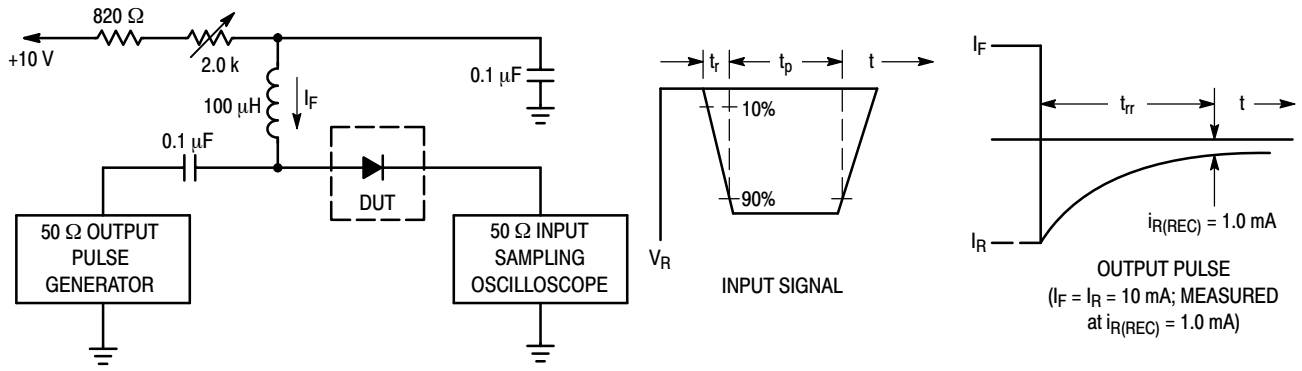 820 Ω
+10 V
2.0 k
100 μH
I_F
0.1 μF
0.1 μF
DUT
50 Ω OUTPUT
PULSE
GENERATOR
50 Ω INPUT
SAMPLING
OSCILLOSCOPE
t_r
t_p
t
10%
90%
V_R
INPUT SIGNAL
I_F
t_rr
t
I_R
i_R(REC) = 1.0 mA
OUTPUT PULSE
(I_F = I_R = 10 mA; MEASURED
at i_R(REC) = 1.0 mA)